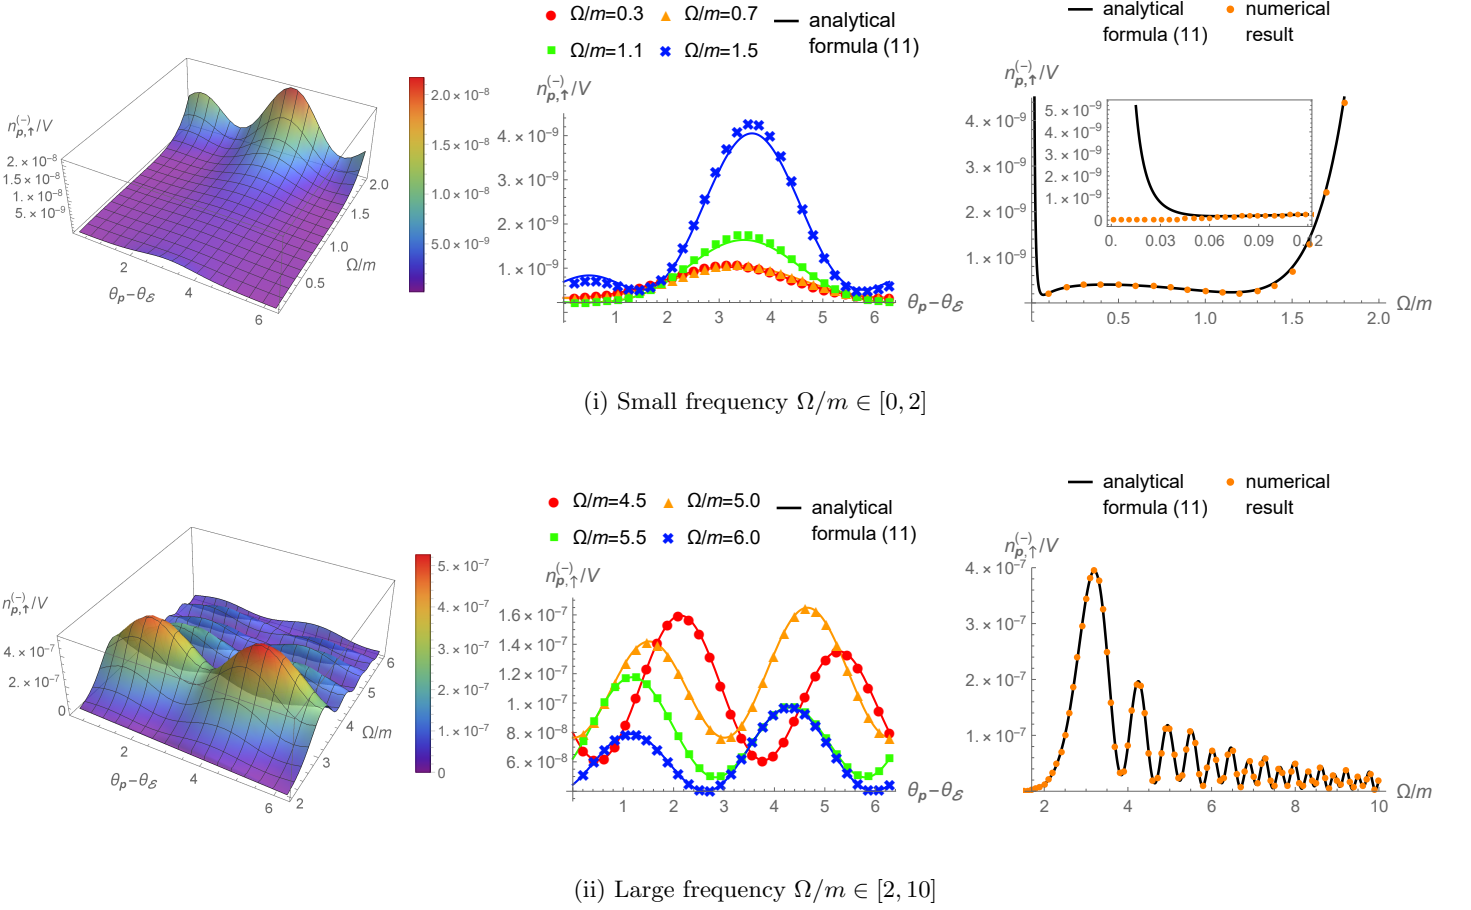 Ω/m=0.3 Ω/m=0.7 analytical formula (11)
Ω/m=1.1 Ω/m=1.5
analytical formula (11) numerical result
n_{p,↑}^{(−)}/V
2.×10⁻⁸
1.5×10⁻⁸
1.×10⁻⁸
5.×10⁻⁹
2 4 6
θ_p−θ_ℰ
0.5 1.0 1.5 2.0
Ω/m
2.0×10⁻⁸
1.5×10⁻⁸
1.0×10⁻⁸
5.0×10⁻⁹
n_{p,↑}^{(−)}/V
4.×10⁻⁹
3.×10⁻⁹
2.×10⁻⁹
1.×10⁻⁹
1 2 3 4 5 6
θ_p−θ_ℰ
n_{p,↑}^{(−)}/V
4.×10⁻⁹
3.×10⁻⁹
2.×10⁻⁹
1.×10⁻⁹
0.5 1.0 1.5 2.0
Ω/m
5.×10⁻⁹
4.×10⁻⁹
3.×10⁻⁹
2.×10⁻⁹
1.×10⁻⁹
0
0. 0.03 0.06 0.09 0.12
(i) Small frequency Ω/m ∈ [0, 2]
Ω/m=4.5 Ω/m=5.0 analytical formula (11)
Ω/m=5.5 Ω/m=6.0
analytical formula (11) numerical result
n_{p,↑}^{(−)}/V
4.×10⁻⁷
2.×10⁻⁷
0
2 4 6
θ_p−θ_ℰ
2 3 4 5 6
Ω/m
5.×10⁻⁷
4.×10⁻⁷
3.×10⁻⁷
2.×10⁻⁷
1.×10⁻⁷
0
n_{p,↑}^{(−)}/V
1.6×10⁻⁷
1.4×10⁻⁷
1.2×10⁻⁷
1.×10⁻⁷
8.×10⁻⁸
6.×10⁻⁸
1 2 3 4 5 6
θ_p−θ_ℰ
n_{p,↑}^{(−)}/V
4.×10⁻⁷
3.×10⁻⁷
2.×10⁻⁷
1.×10⁻⁷
2 4 6 8 10
Ω/m
(ii) Large frequency Ω/m ∈ [2, 10]